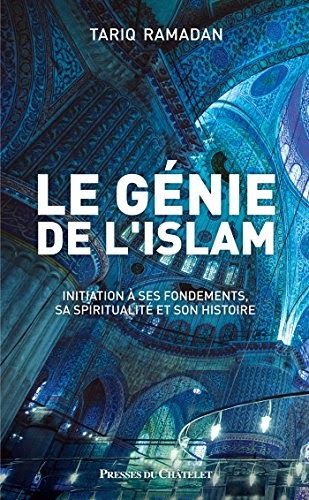 TARIQ RAMADAN
LE GÉNIE
DE L'ISLAM
INITIATION À SES FONDEMENTS,
SA SPIRITUALITÉ ET SON HISTOIRE
PRESSES DU CHÂTELET